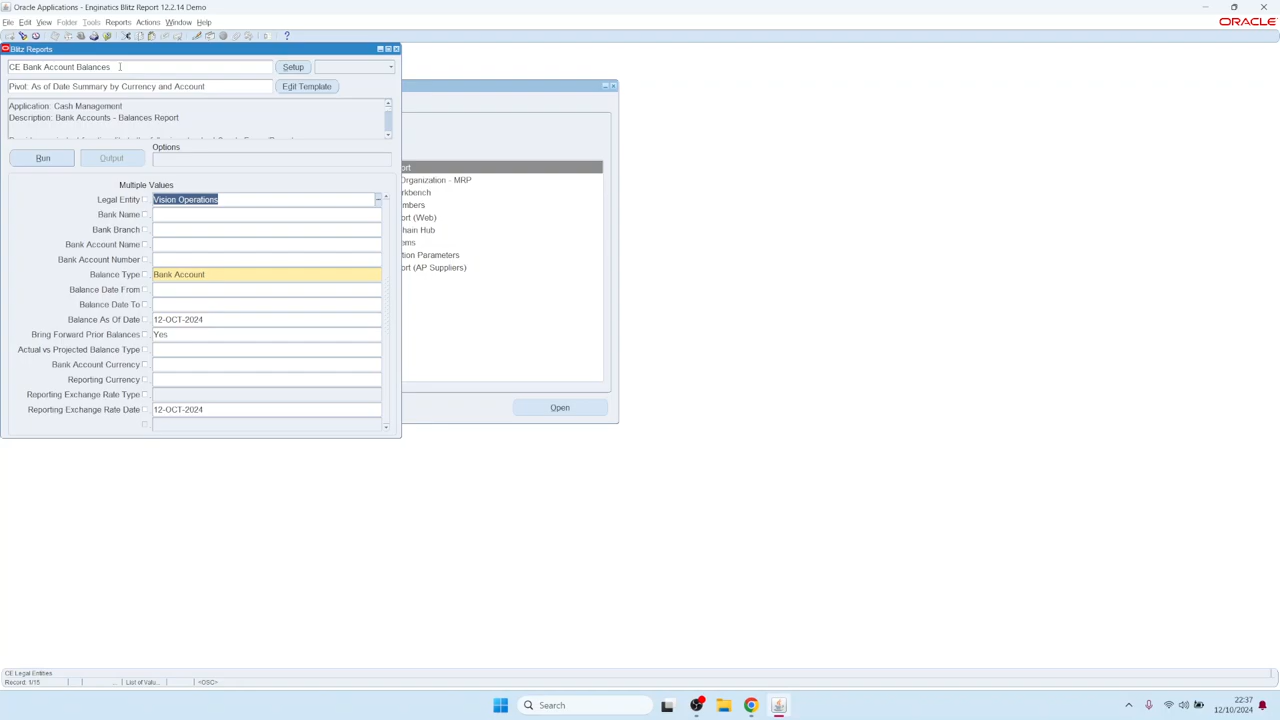 Oracle Applications - Enginatics Blitz Report 12.2.14 Demo
File Edit View Folder Tools Reports Actions Window Help
ORACLE
Blitz Reports
CE Bank Account Balances
Setup
Pivot: As of Date Summary by Currency and Account
Edit Template
Application: Cash Management
Description: Bank Accounts - Balances Report
Options
Run
Output
Multiple Values
Legal Entity Vision Operations
Bank Name
Bank Branch
Bank Account Name
Bank Account Number
Balance Type Bank Account
Balance Date From
Balance Date To
Balance As Of Date 12-OCT-2024
Bring Forward Prior Balances Yes
Actual vs Projected Balance Type
Bank Account Currency
Reporting Currency
Reporting Exchange Rate Type
Reporting Exchange Rate Date 12-OCT-2024
ort
Organization - MRP
rkbench
mbers
ort (Web)
hain Hub
ems
tion Parameters
ort (AP Suppliers)
Open
CE Legal Entities
Record: 1/15
...
List of Valu...
<OSC>
Search
22:37
12/10/2024